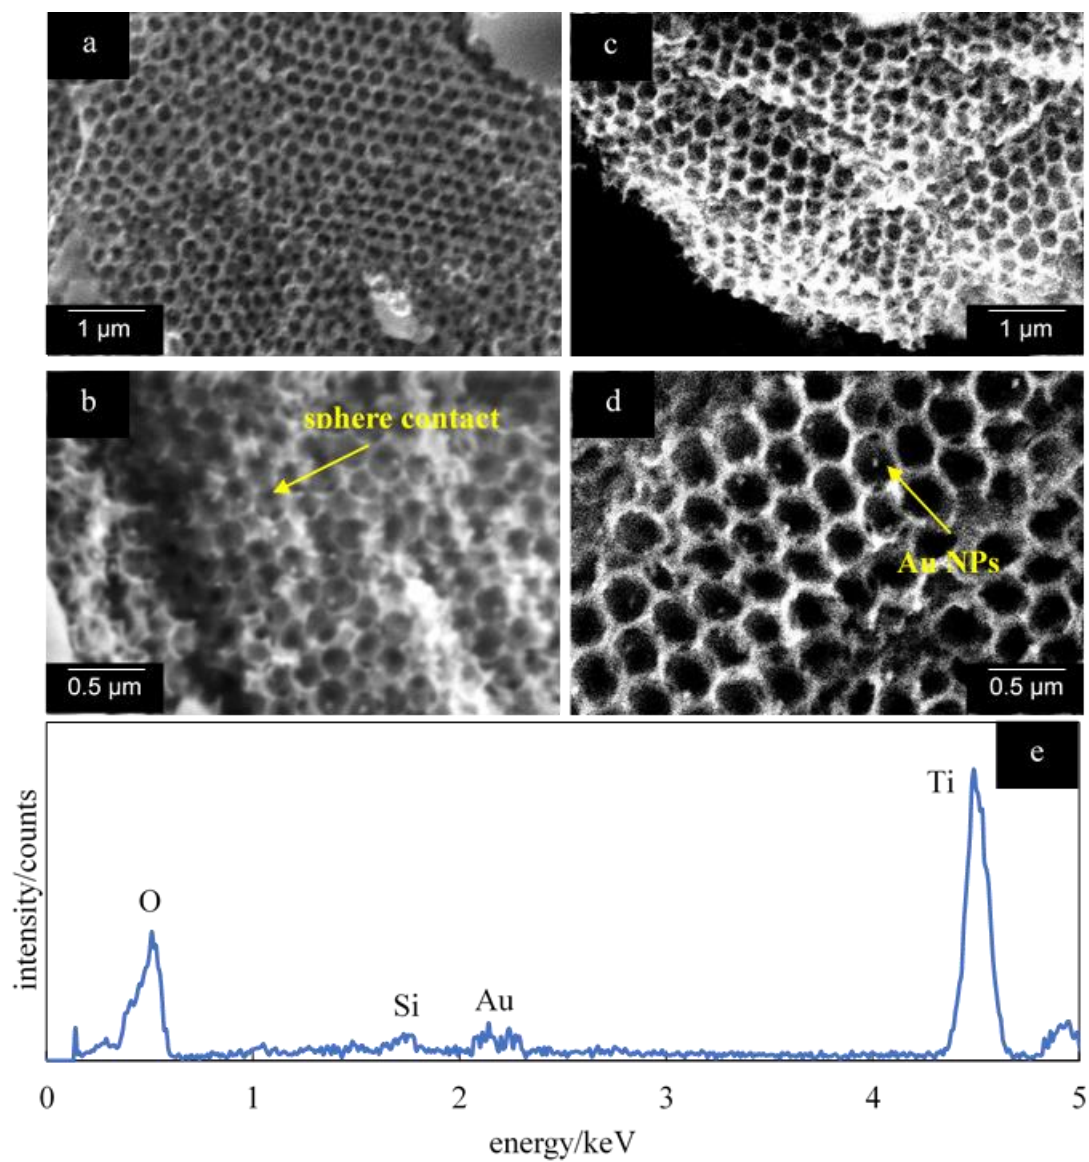 a
c
1 μm
1 μm
b
sphere contact
d
Au NPs
0.5 μm
0.5 μm
e
Ti
O
Si
Au
intensity/counts
0 1 2 3 4 5
energy/keV